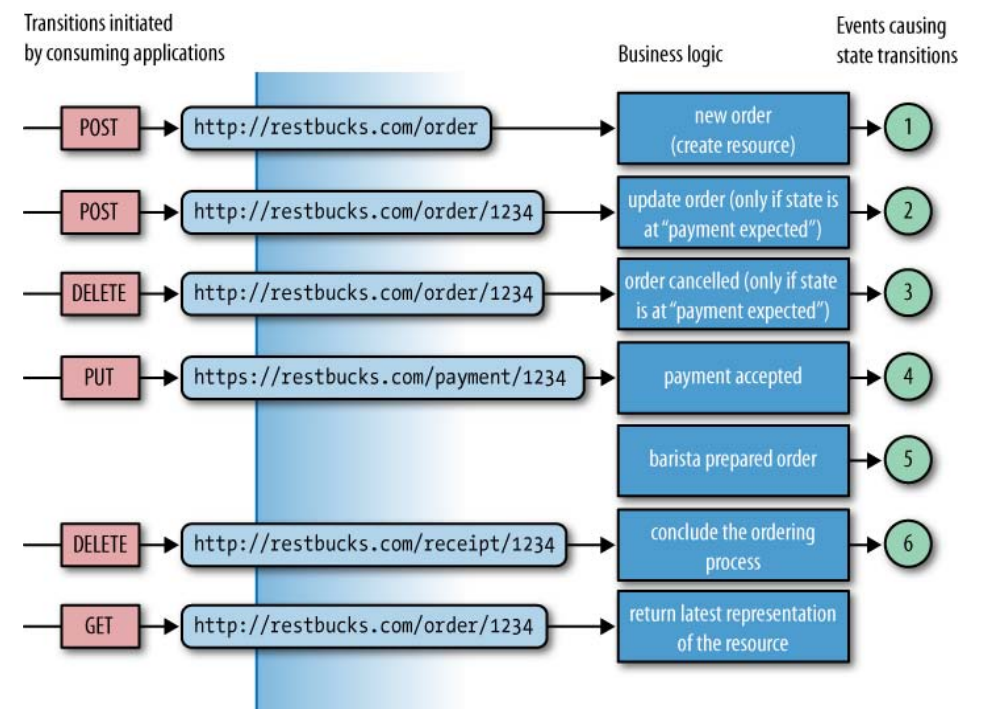 Transitions initiated
by consuming applications
Business logic
Events causing
state transitions
POST
http://restbucks.com/order
new order
(create resource)
1
POST
http://restbucks.com/order/1234
update order (only if state is
at “payment expected”)
2
DELETE
http://restbucks.com/order/1234
order cancelled (only if state
is at “payment expected”)
3
PUT
https://restbucks.com/payment/1234
payment accepted
4
barista prepared order
5
DELETE
http://restbucks.com/receipt/1234
conclude the ordering
process
6
GET
http://restbucks.com/order/1234
return latest representation
of the resource